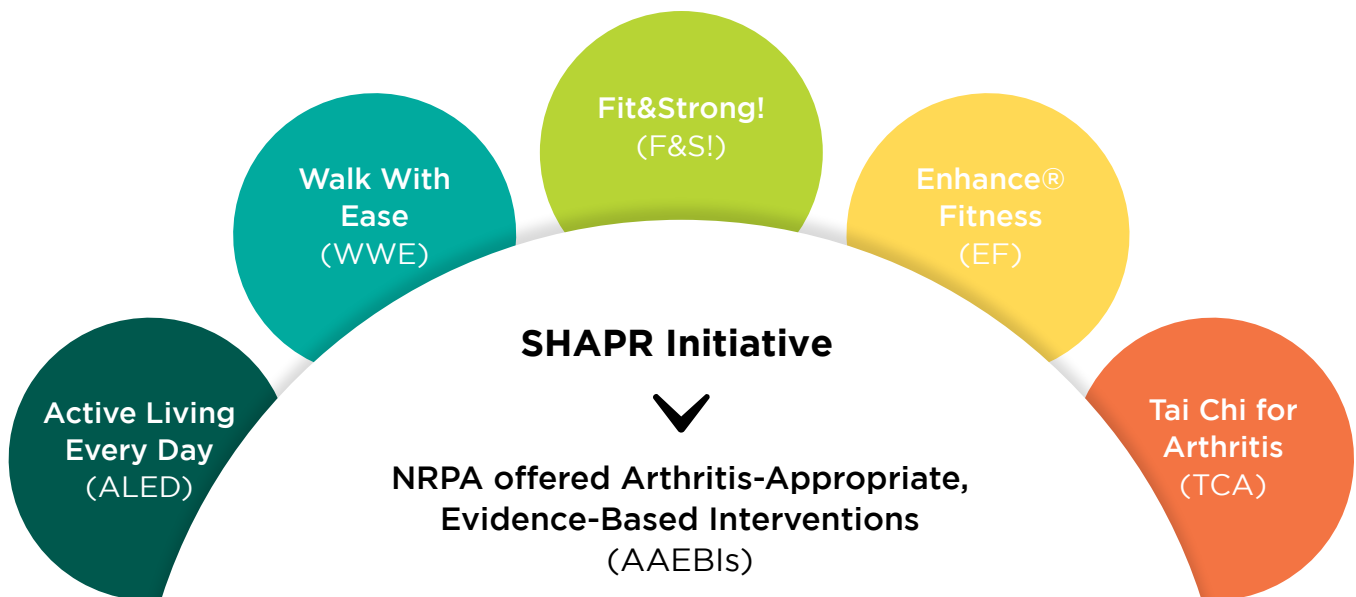 Fit&Strong!
(F&S!)
Walk With
Ease
(WWE)
Enhance®
Fitness
(EF)
Active Living
Every Day
(ALED)
Tai Chi for
Arthritis
(TCA)
SHAPR Initiative
NRPA offered Arthritis-Appropriate,
Evidence-Based Interventions
(AAEBIs)